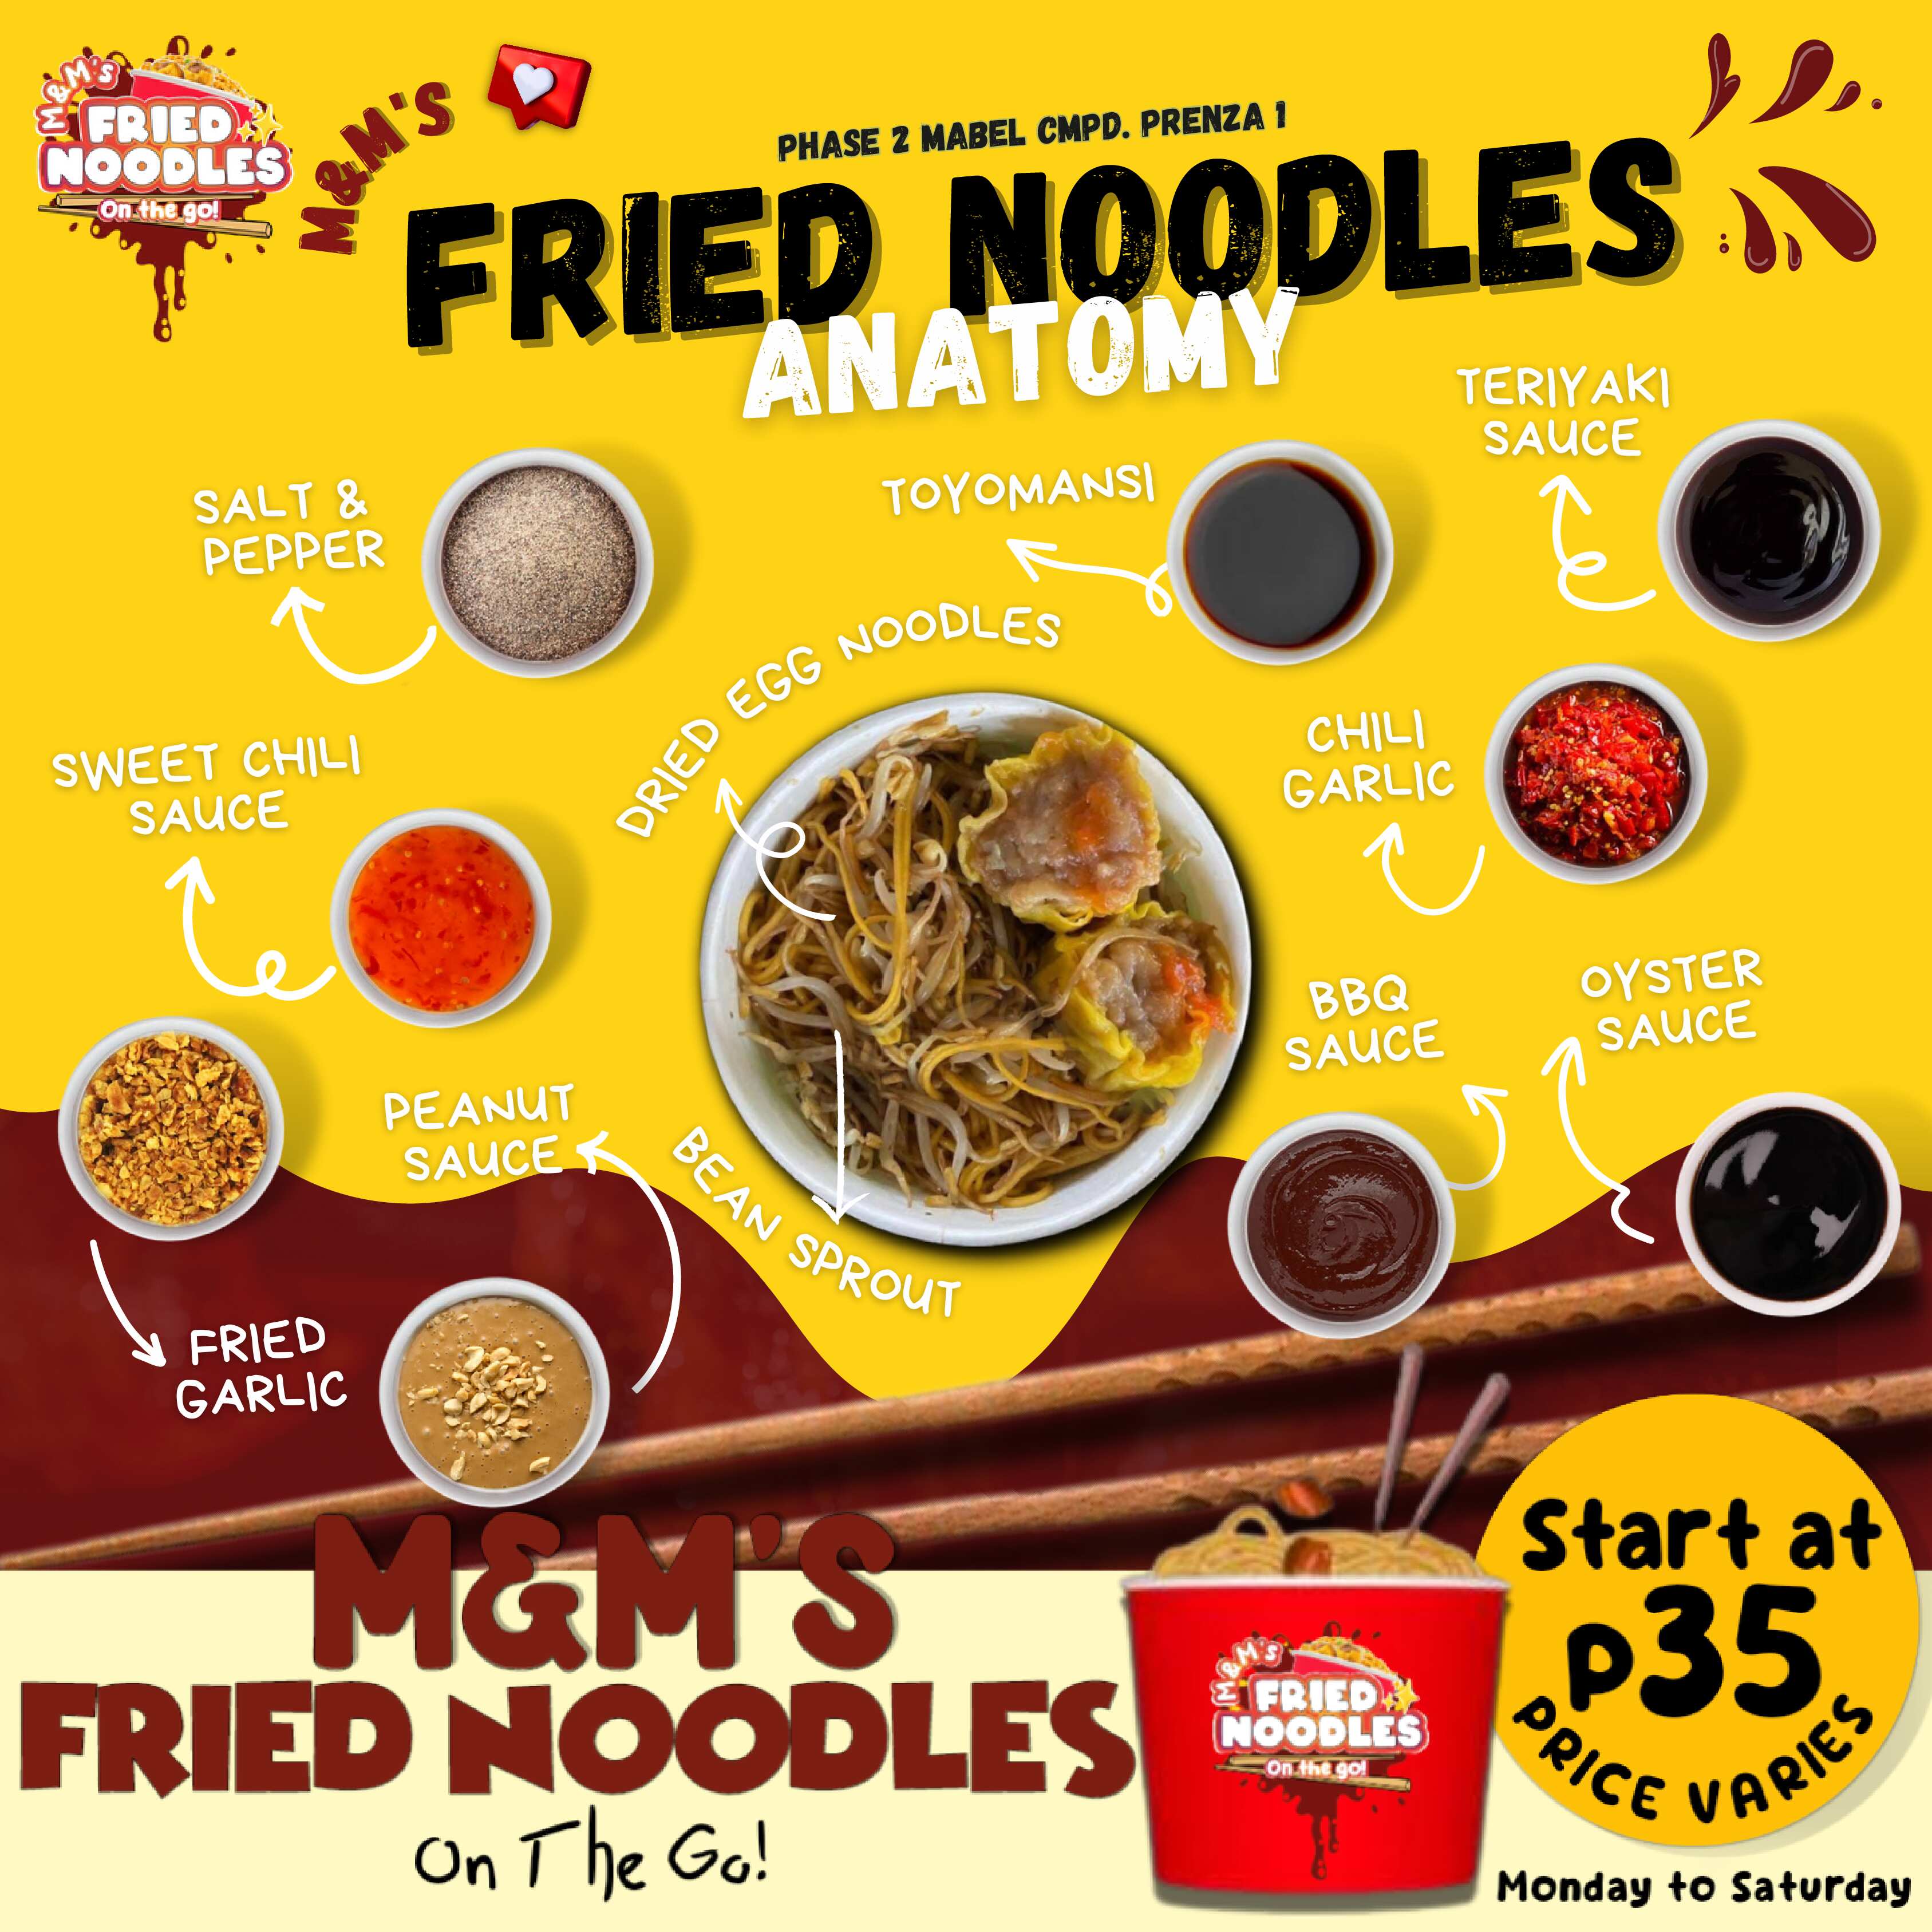 M&M'S
FRIED
NOODLES
On the go!
M&M'S
PHASE 2 MABEL CMPD. PRENZA 1
FRIED NOODLES
ANATOMY
TERIYAKI
SAUCE
SALT &
PEPPER
TOYOMANSI
DRIED EGG NOODLES
SWEET CHILI
SAUCE
CHILI
GARLIC
BBQ
SAUCE
OYSTER
SAUCE
PEANUT
SAUCE
BEAN SPROUT
FRIED
GARLIC
M&M'S
FRIED NOODLES
On The Go!
M&M'S
FRIED
NOODLES
On the go!
Start at
P35
PRICE VARIES
Monday to Saturday